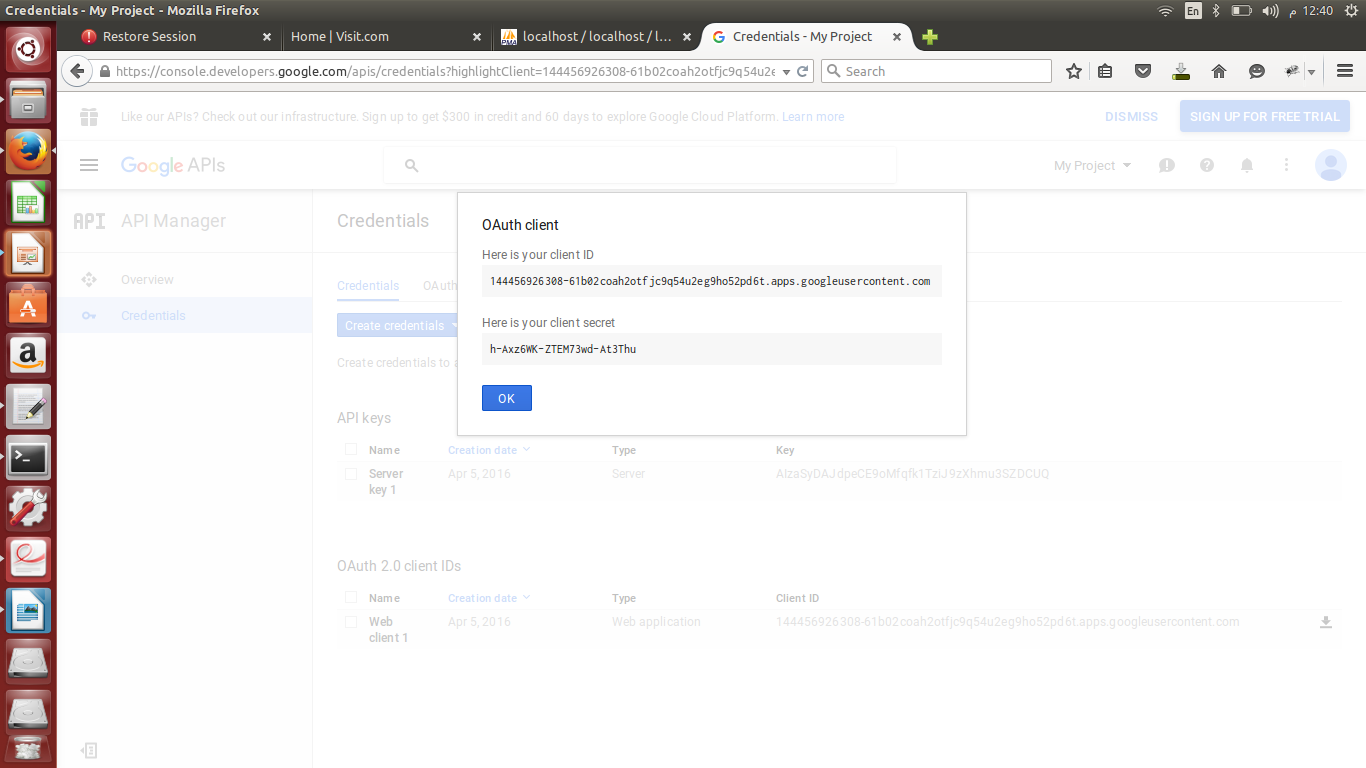 Credentials - My Project - Mozilla Firefox
En
م 12:40
Restore Session
Home | Visit.com
localhost / localhost / l...
Credentials - My Project
https://console.developers.google.com/apis/credentials?highlightClient=144456926308-61b02coah2otfjc9q54u2e
Search
Like our APIs? Check out our infrastructure. Sign up to get $300 in credit and 60 days to explore Google Cloud Platform. Learn more
DISMISS
SIGN UP FOR FREE TRIAL
Google APIs
My Project
API API Manager
Overview
Credentials
Credentials
Credentials
OAuth
Create credentials
Create credentials to a
OAuth client
Here is your client ID
144456926308-61b02coah2otfjc9q54u2eg9ho52pd6t.apps.googleusercontent.com
Here is your client secret
h-Axz6WK-ZTEM73wd-At3Thu
OK
API keys
Name Creation date Type Key
Server key 1 Apr 5, 2016 Server AIzaSyDAJdpeCE9oMfqfk1TziJ9zXhmu3SZDCUQ
OAuth 2.0 client IDs
Name Creation date Type Client ID
Web client 1 Apr 5, 2016 Web application 144456926308-61b02coah2otfjc9q54u2eg9ho52pd6t.apps.googleusercontent.com